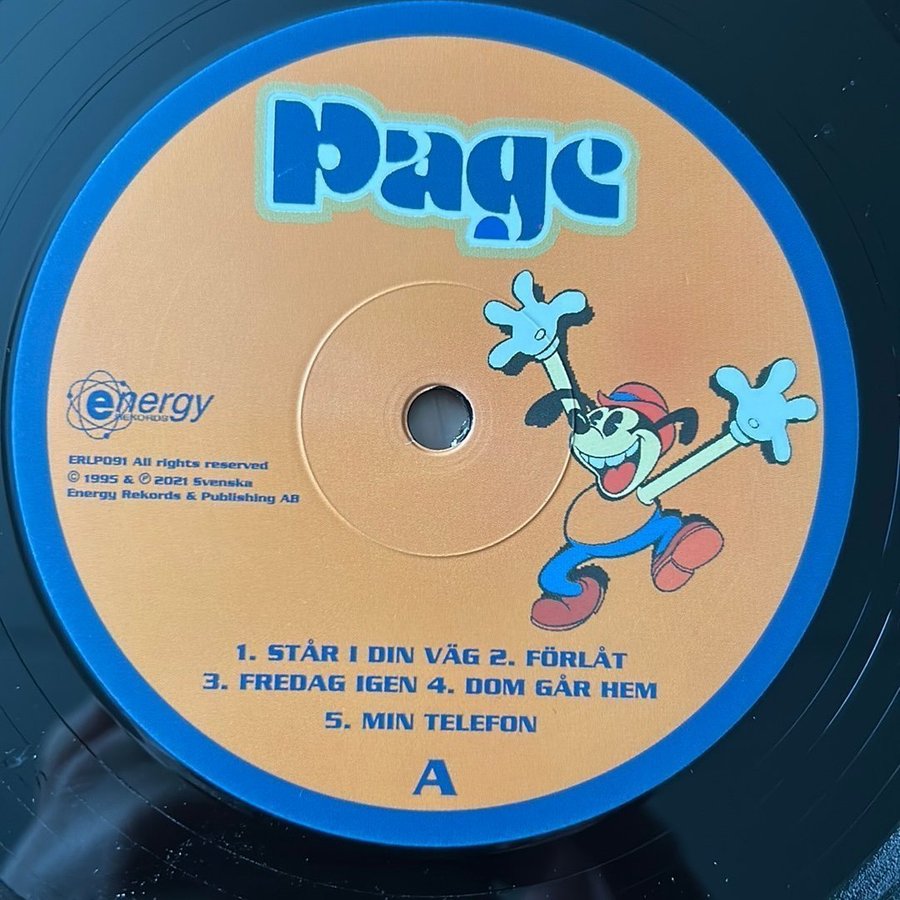 Page
energy
REKORDS
ERLP091 All rights reserved
© 1995 & ℗ 2021 Svenska
Energy Rekords & Publishing AB
1. STÅR I DIN VÄG 2. FÖRLÅT
3. FREDAG IGEN 4. DOM GÅR HEM
5. MIN TELEFON
A